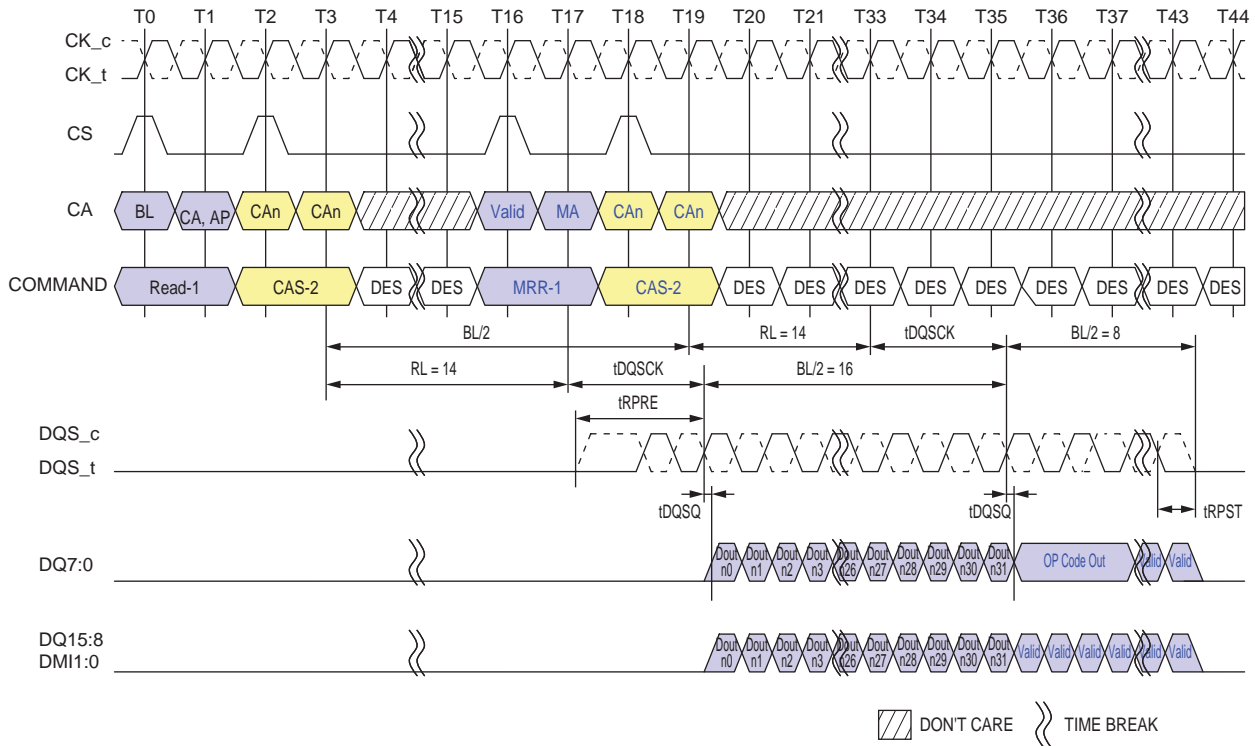 T0 T1 T2 T3 T4 T15 T16 T17 T18 T19 T20 T21 T33 T34 T35 T36 T37 T43 T44
CK_c
CK_t
CS
CA BL CA, AP CAn CAn Valid MA CAn CAn
COMMAND Read-1 CAS-2 DES DES MRR-1 CAS-2 DES DES DES DES DES DES DES DES DES
BL/2 RL = 14 tDQSCK BL/2 = 8
RL = 14 tDQSCK BL/2 = 16
tRPRE
DQS_c
DQS_t
tDQSQ tDQSQ tRPST
DQ7:0 Dout n0 Dout n1 Dout n2 Dout n3 Dout n26 Dout n27 Dout n28 Dout n29 Dout n30 Dout n31 OP Code Out Valid Valid
DQ15:8
DMI1:0 Dout n0 Dout n1 Dout n2 Dout n3 Dout n26 Dout n27 Dout n28 Dout n29 Dout n30 Dout n31 Valid Valid Valid Valid Valid Valid
DON'T CARE TIME BREAK